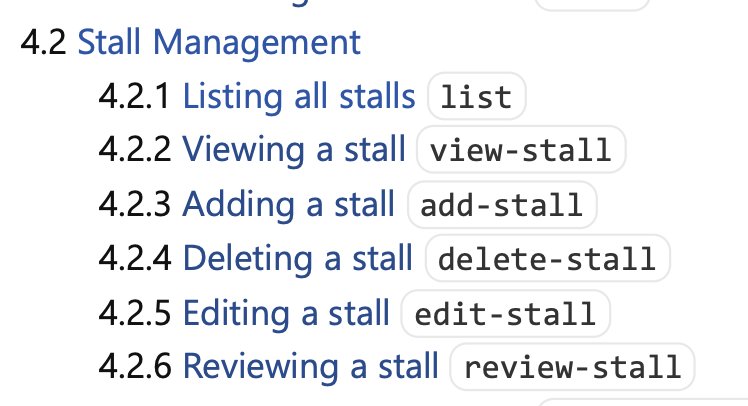 4.2 Stall Management
4.2.1 Listing all stalls list
4.2.2 Viewing a stall view-stall
4.2.3 Adding a stall add-stall
4.2.4 Deleting a stall delete-stall
4.2.5 Editing a stall edit-stall
4.2.6 Reviewing a stall review-stall